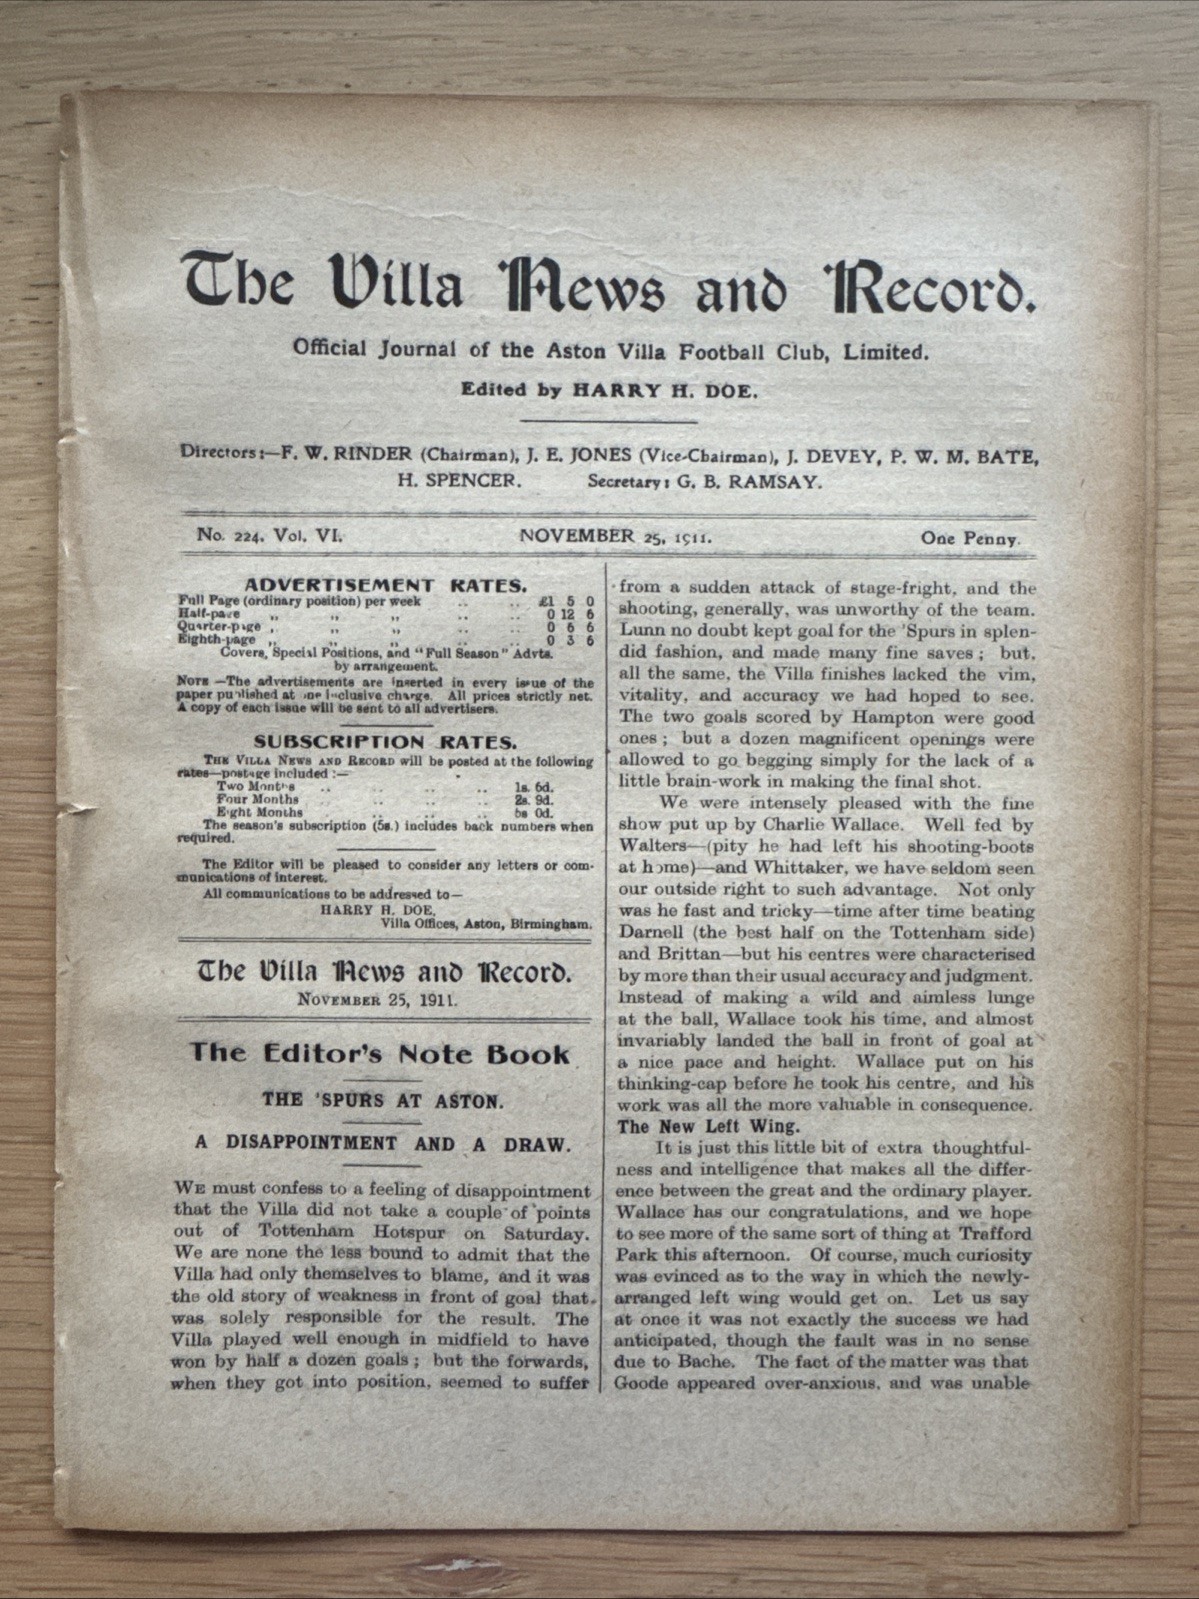 The Villa News and Record.
Official Journal of the Aston Villa Football Club, Limited.
Edited by HARRY H. DOE.
Directors:—F. W. RINDER (Chairman), J. E. JONES (Vice-Chairman), J. DEVEY, P. W. M. BATE,
H. SPENCER. Secretary: G. B. RAMSAY.
No. 224. Vol. VI. NOVEMBER 25, 1911. One Penny.
ADVERTISEMENT RATES.
Full Page (ordinary position) per week .. .. £1 5 0
Half-page „ „ „ .. .. 0 12 6
Quarter-page „ „ „ .. .. 0 6 6
Eighth-page „ „ „ .. .. 0 3 6
Covers, Special Positions, and "Full Season" Advts.
by arrangement.
NOTE—The advertisements are inserted in every issue of the
paper published at one inclusive charge. All prices strictly net.
A copy of each issue will be sent to all advertisers.
SUBSCRIPTION RATES.
THE VILLA NEWS AND RECORD will be posted at the following
rates—postage included :—
Two Months .. .. .. .. 1s. 6d.
Four Months .. .. .. 2s. 9d.
Eight Months .. .. .. 5s 0d.
The season's subscription (5s.) includes back numbers when
required.
The Editor will be pleased to consider any letters or com-
munications of interest.
All communications to be addressed to—
HARRY H. DOE,
Villa Offices, Aston, Birmingham.
The Villa News and Record.
NOVEMBER 25, 1911.
The Editor's Note Book
THE 'SPURS AT ASTON.
A DISAPPOINTMENT AND A DRAW.
WE must confess to a feeling of disappointment
that the Villa did not take a couple of points
out of Tottenham Hotspur on Saturday.
We are none the less bound to admit that the
Villa had only themselves to blame, and it was
the old story of weakness in front of goal that
was solely responsible for the result. The
Villa played well enough in midfield to have
won by half a dozen goals ; but the forwards,
when they got into position, seemed to suffer
from a sudden attack of stage-fright, and the
shooting, generally, was unworthy of the team.
Lunn no doubt kept goal for the 'Spurs in splen-
did fashion, and made many fine saves ; but,
all the same, the Villa finishes lacked the vim,
vitality, and accuracy we had hoped to see.
The two goals scored by Hampton were good
ones ; but a dozen magnificent openings were
allowed to go begging simply for the lack of a
little brain-work in making the final shot.
We were intensely pleased with the fine
show put up by Charlie Wallace. Well fed by
Walters—(pity he had left his shooting-boots
at home)—and Whittaker, we have seldom seen
our outside right to such advantage. Not only
was he fast and tricky—time after time beating
Darnell (the best half on the Tottenham side)
and Brittan—but his centres were characterised
by more than their usual accuracy and judgment.
Instead of making a wild and aimless lunge
at the ball, Wallace took his time, and almost
invariably landed the ball in front of goal at
a nice pace and height. Wallace put on his
thinking-cap before he took his centre, and his
work was all the more valuable in consequence.
The New Left Wing.
It is just this little bit of extra thoughtful-
ness and intelligence that makes all the differ-
ence between the great and the ordinary player.
Wallace has our congratulations, and we hope
to see more of the same sort of thing at Trafford
Park this afternoon. Of course, much curiosity
was evinced as to the way in which the newly-
arranged left wing would get on. Let us say
at once it was not exactly the success we had
anticipated, though the fault was in no sense
due to Bache. The fact of the matter was that
Goode appeared over-anxious, and was unable